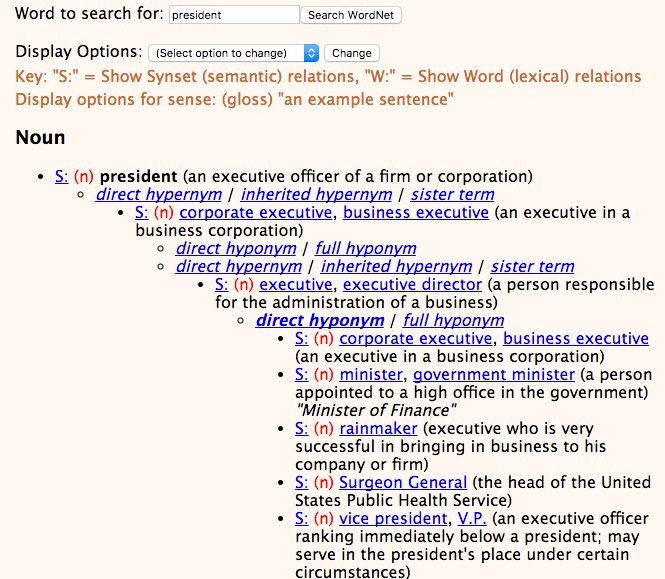 Word to search for: president Search WordNet
Display Options: (Select option to change) Change
Key: "S:" = Show Synset (semantic) relations, "W:" = Show Word (lexical) relations
Display options for sense: (gloss) "an example sentence"
Noun
• S: (n) president (an executive officer of a firm or corporation)
◦ direct hypernym / inherited hypernym / sister term
• S: (n) corporate executive, business executive (an executive in a
business corporation)
◦ direct hyponym / full hyponym
◦ direct hypernym / inherited hypernym / sister term
• S: (n) executive, executive director (a person responsible
for the administration of a business)
◦ direct hyponym / full hyponym
• S: (n) corporate executive, business executive
(an executive in a business corporation)
• S: (n) minister, government minister (a person
appointed to a high office in the government)
"Minister of Finance"
• S: (n) rainmaker (executive who is very
successful in bringing in business to his
company or firm)
• S: (n) Surgeon General (the head of the United
States Public Health Service)
• S: (n) vice president, V.P. (an executive officer
ranking immediately below a president; may
serve in the president's place under certain
circumstances)